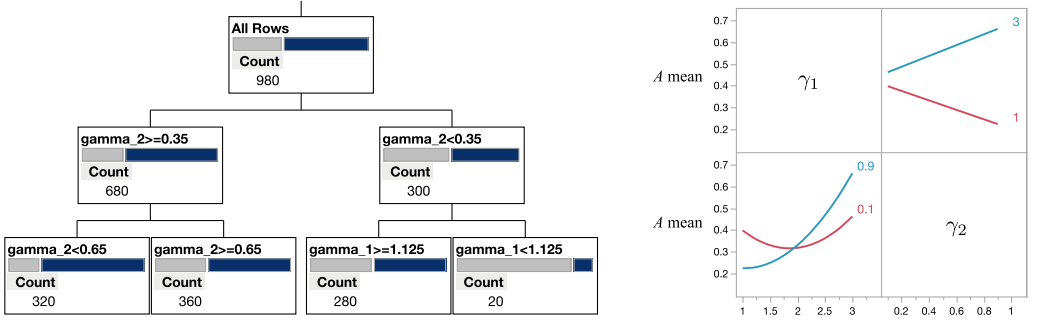 All Rows
Count
980
gamma_2>=0.35
Count
680
gamma_2<0.35
Count
300
gamma_2<0.65
Count
320
gamma_2>=0.65
Count
360
gamma_1>=1.125
Count
280
gamma_1<1.125
Count
20
0.7
0.6
0.5
0.4
0.3
0.2
A mean
γ1
3
1
0.7
0.6
0.5
0.4
0.3
0.2
A mean
0.9
0.1
γ2
1 1.5 2 2.5 3
0.2 0.4 0.6 0.8 1